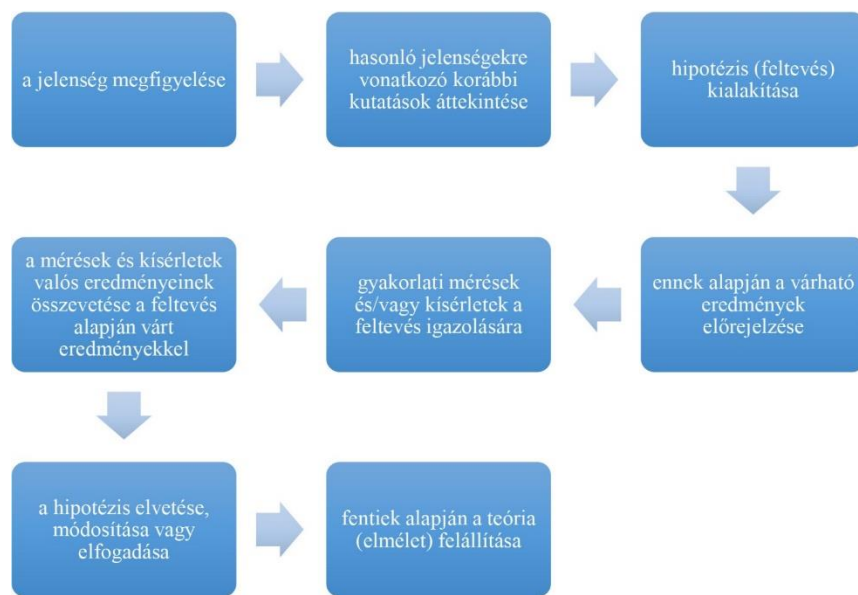 a jelenség megfigyelése
hasonló jelenségekre
vonatkozó korábbi
kutatások áttekintése
hipotézis (feltevés)
kialakítása
ennek alapján a várható
eredmények
előrejelzése
gyakorlati mérések
és/vagy kísérletek a
feltevés igazolására
a mérések és kísérletek
valós eredményeinek
összevetése a feltevés
alapján várt
eredményekkel
a hipotézis elvetése,
módosítása vagy
elfogadása
fentiek alapján a teória
(elmélet) felállítása